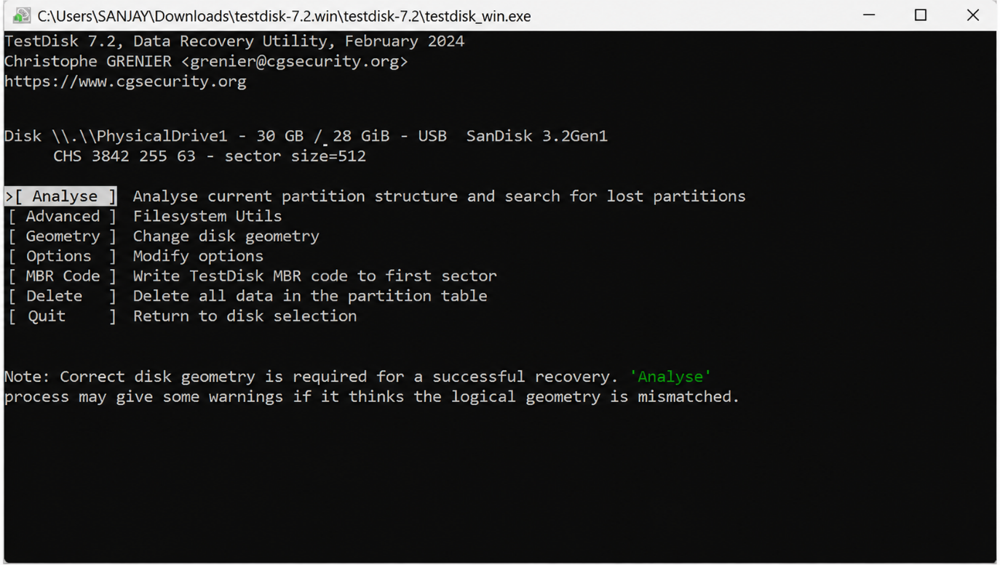 C:\Users\SANJAY\Downloads\testdisk-7.2.win\testdisk-7.2\testdisk_win.exe
TestDisk 7.2, Data Recovery Utility, February 2024
Christophe GRENIER <grenier@cgsecurity.org>
https://www.cgsecurity.org
Disk \\.\\PhysicalDrive1 - 30 GB / 28 GiB - USB  SanDisk 3.2Gen1
CHS 3842 255 63 - sector size=512
>[ Analyse ]  Analyse current partition structure and search for lost partitions
[ Advanced ]  Filesystem Utils
[ Geometry ]  Change disk geometry
[ Options  ]  Modify options
[ MBR Code ]  Write TestDisk MBR code to first sector
[ Delete   ]  Delete all data in the partition table
[ Quit     ]  Return to disk selection
Note: Correct disk geometry is required for a successful recovery. 'Analyse'
process may give some warnings if it thinks the logical geometry is mismatched.